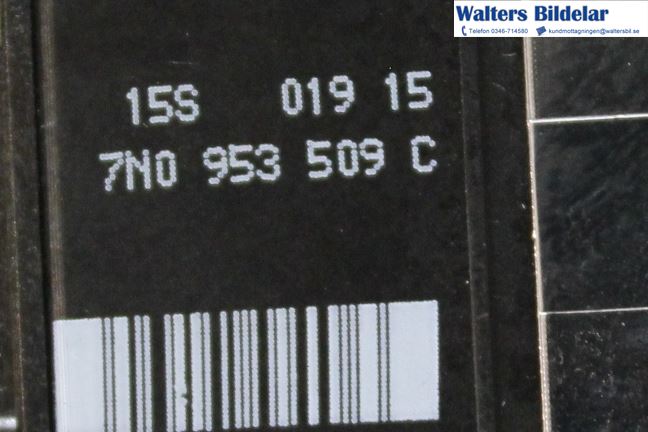 Walters Bildelar
Telefon 0346-714580 kundmottagningen@waltersbil.se
15S 019 15
7N0 953 509 C